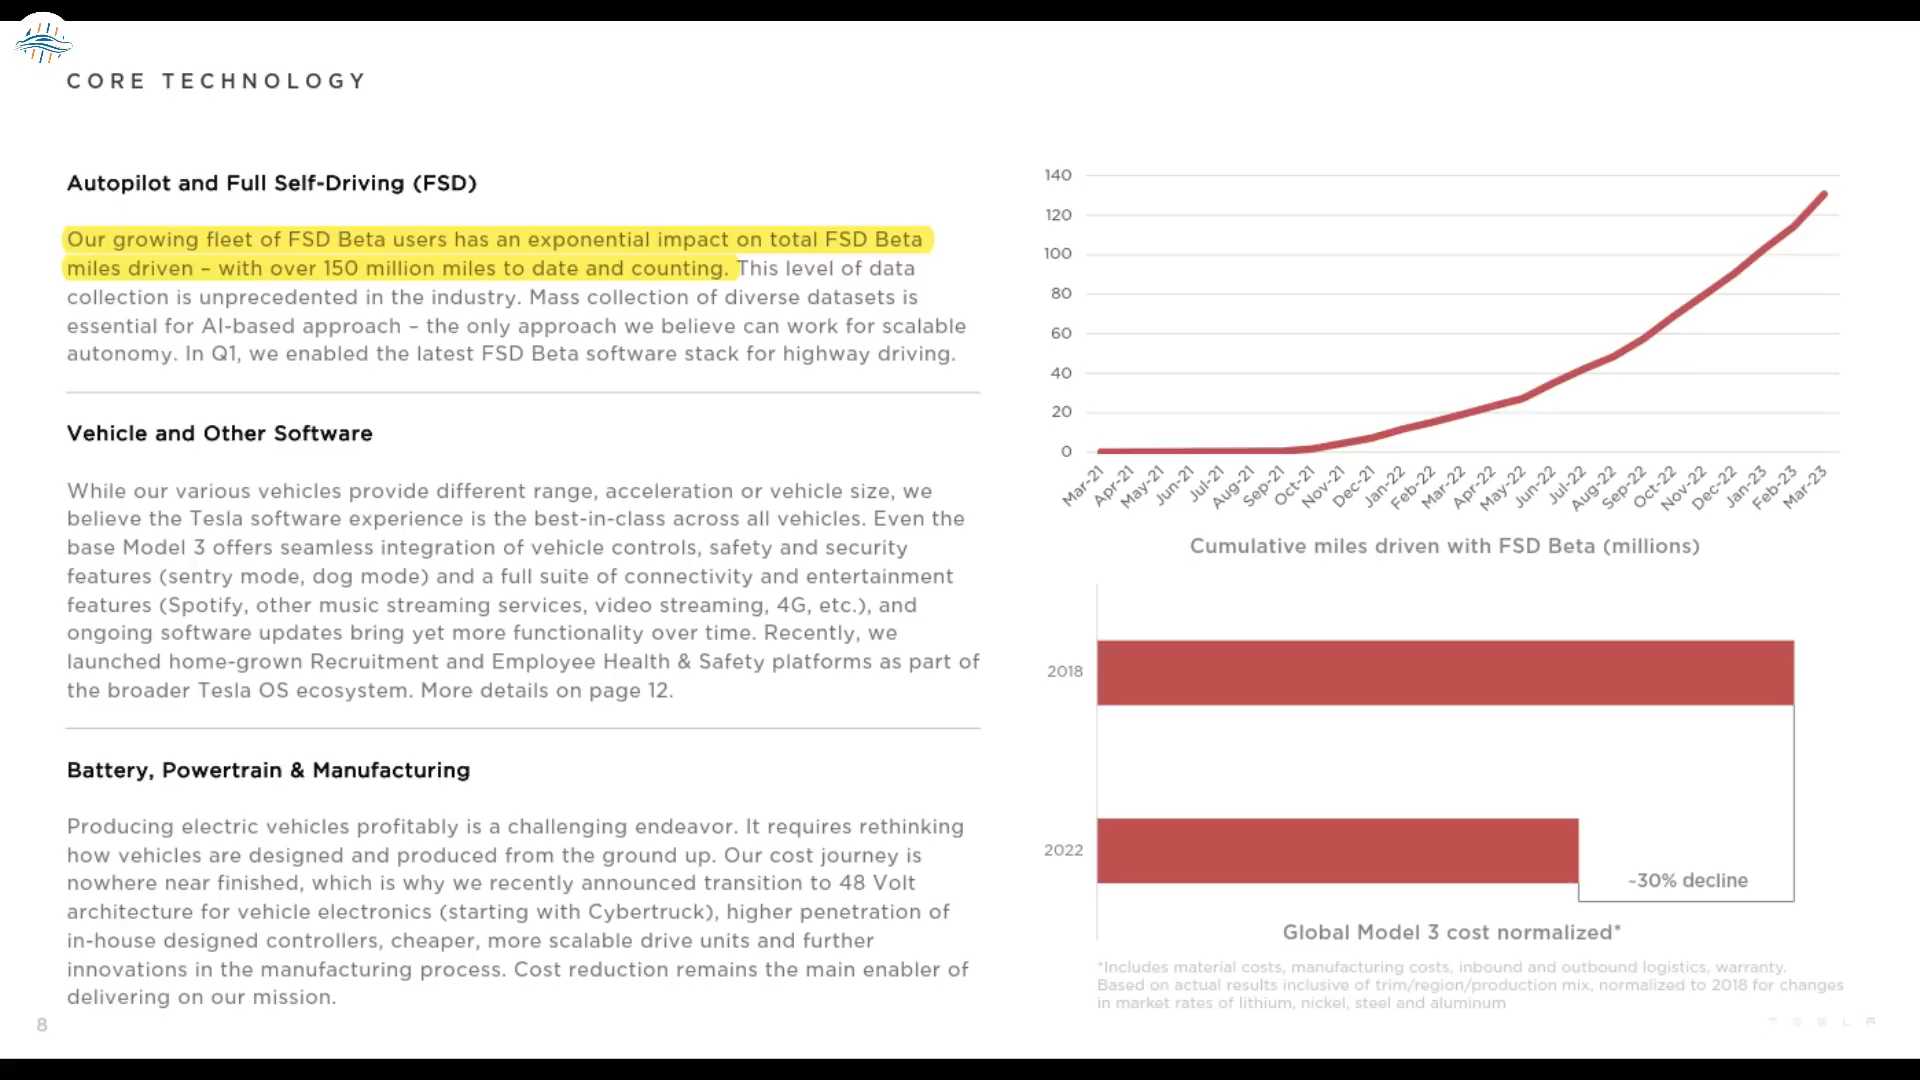 CORE TECHNOLOGY
Autopilot and Full Self-Driving (FSD)
Our growing fleet of FSD Beta users has an exponential impact on total FSD Beta
miles driven – with over 150 million miles to date and counting. This level of data
collection is unprecedented in the industry. Mass collection of diverse datasets is
essential for AI-based approach – the only approach we believe can work for scalable
autonomy. In Q1, we enabled the latest FSD Beta software stack for highway driving.
Vehicle and Other Software
While our various vehicles provide different range, acceleration or vehicle size, we
believe the Tesla software experience is the best-in-class across all vehicles. Even the
base Model 3 offers seamless integration of vehicle controls, safety and security
features (sentry mode, dog mode) and a full suite of connectivity and entertainment
features (Spotify, other music streaming services, video streaming, 4G, etc.), and
ongoing software updates bring yet more functionality over time. Recently, we
launched home-grown Recruitment and Employee Health & Safety platforms as part of
the broader Tesla OS ecosystem. More details on page 12.
Battery, Powertrain & Manufacturing
Producing electric vehicles profitably is a challenging endeavor. It requires rethinking
how vehicles are designed and produced from the ground up. Our cost journey is
nowhere near finished, which is why we recently announced transition to 48 Volt
architecture for vehicle electronics (starting with Cybertruck), higher penetration of
in-house designed controllers, cheaper, more scalable drive units and further
innovations in the manufacturing process. Cost reduction remains the main enabler of
delivering on our mission.
8
140
120
100
80
60
40
20
0
Mar-21 Apr-21 May-21 Jun-21 Jul-21 Aug-21 Sep-21 Oct-21 Nov-21 Dec-21 Jan-22 Feb-22 Mar-22 Apr-22 May-22 Jun-22 Jul-22 Aug-22 Sep-22 Oct-22 Nov-22 Dec-22 Jan-23 Feb-23 Mar-23
Cumulative miles driven with FSD Beta (millions)
2018
2022
~30% decline
Global Model 3 cost normalized*
*Includes material costs, manufacturing costs, inbound and outbound logistics, warranty.
Based on actual results inclusive of trim/region/production mix, normalized to 2018 for changes
in market rates of lithium, nickel, steel and aluminum
TESLA